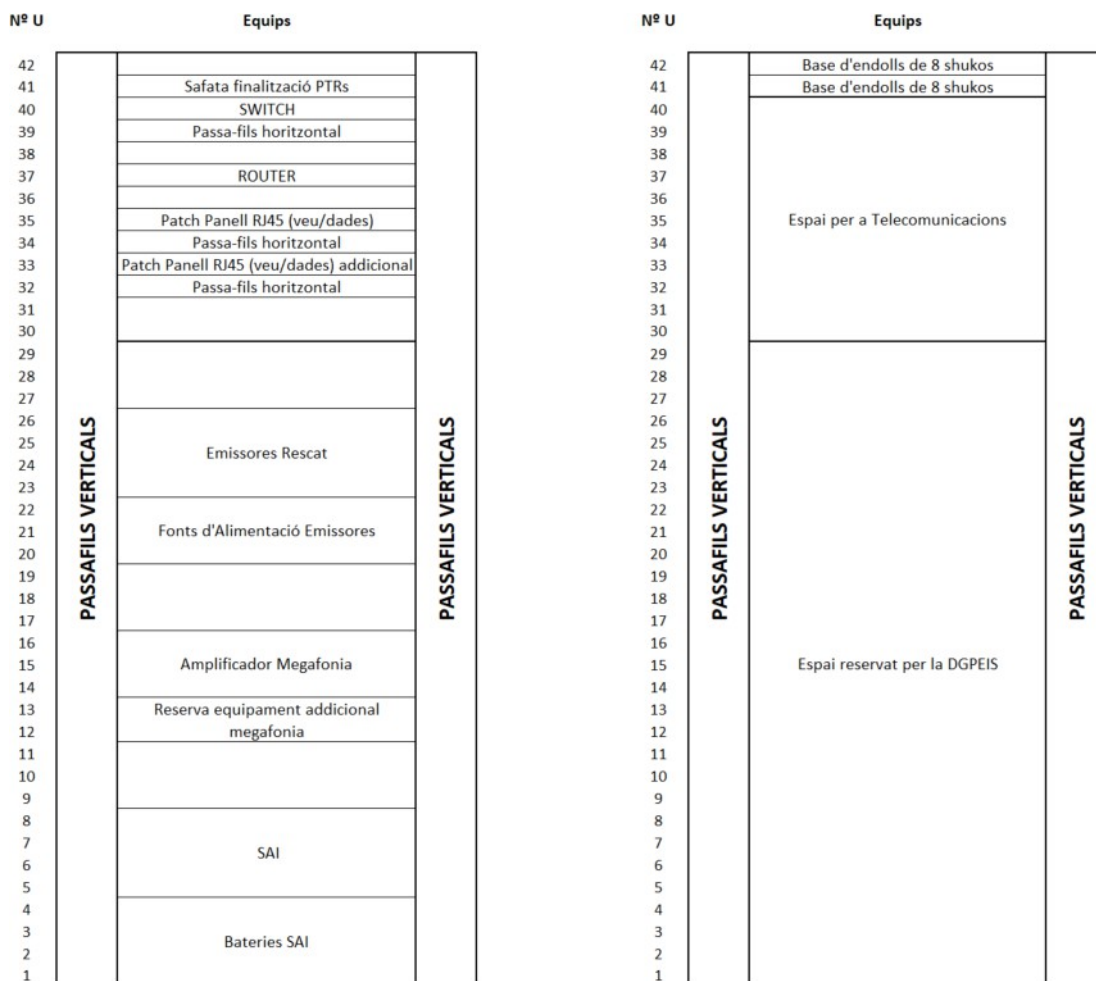 Nº U Equips
42
41 Safata finalització PTRs
40 SWITCH
39 Passa-fils horitzontal
38
37 ROUTER
36
35 Patch Panell RJ45 (veu/dades)
34 Passa-fils horitzontal
33 Patch Panell RJ45 (veu/dades) addicional
32 Passa-fils horitzontal
31
30
29
28
27
26
25
24 Emissores Rescat
23
22
21 Fonts d'Alimentació Emissores
20
19
18
17
16
15 Amplificador Megafonia
14
13 Reserva equipament addicional
12 megafonia
11
10
9
8
7
6 SAI
5
4
3
2 Bateries SAI
1
PASSAFILS VERTICALS
PASSAFILS VERTICALS
Nº U Equips
42 Base d'endolls de 8 shukos
41 Base d'endolls de 8 shukos
40
39
38
37
36
35 Espai per a Telecomunicacions
34
33
32
31
30
29
28
27
26
25
24
23
22
21
20
19
18
17
16
15 Espai reservat per la DGPEIS
14
13
12
11
10
9
8
7
6
5
4
3
2
1
PASSAFILS VERTICALS
PASSAFILS VERTICALS